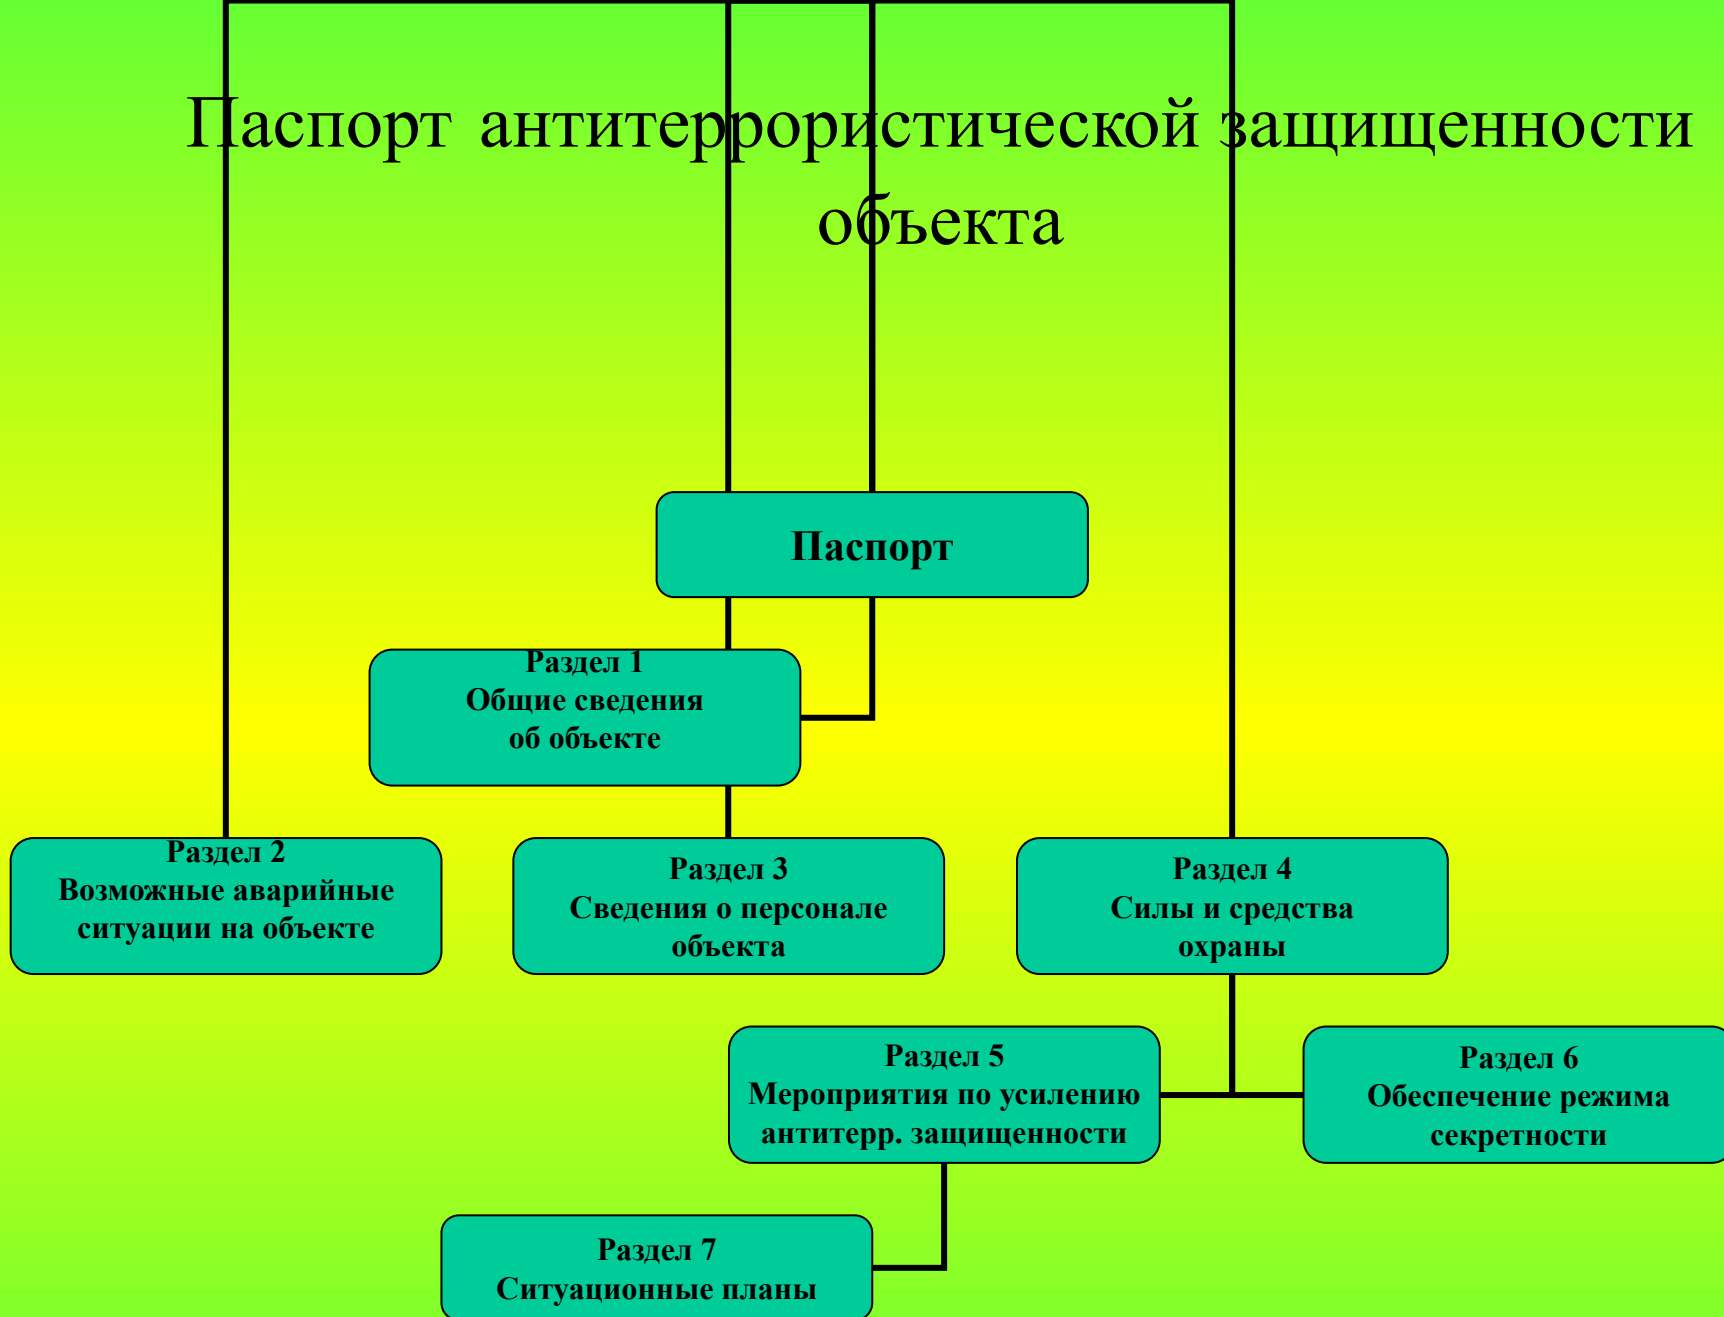 Паспорт антитеррористической защищенности
объекта
Паспорт
Раздел 1
Общие сведения
об объекте
Раздел 2
Возможные аварийные
ситуации на объекте
Раздел 3
Сведения о персонале
объекта
Раздел 4
Силы и средства
охраны
Раздел 5
Мероприятия по усилению
антитерр. защищенности
Раздел 6
Обеспечение режима
секретности
Раздел 7
Ситуационные планы